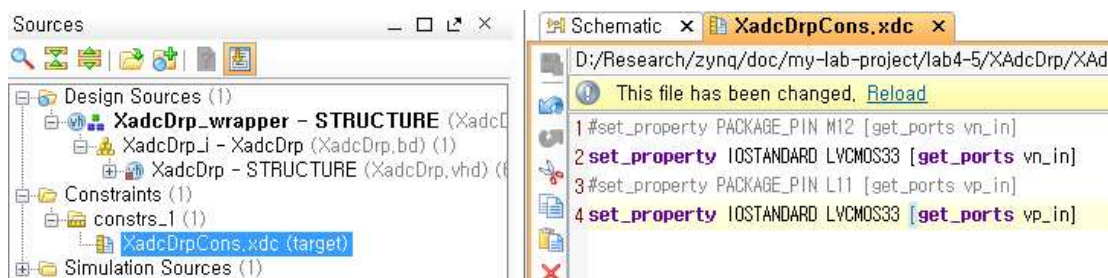 Sources
Design Sources (1)
XadcDrp_wrapper - STRUCTURE (XadcD
XadcDrp_i - XadcDrp (XadcDrp.bd) (1)
XadcDrp - STRUCTURE (XadcDrp.vhd) (
Constraints (1)
constrs_1 (1)
XadcDrpCons.xdc (target)
Simulation Sources (1)
Schematic
XadcDrpCons.xdc
D:/Research/zynq/doc/my-lab-project/lab4-5/XAdcDrp/XAd
This file has been changed. Reload
1 #set_property PACKAGE_PIN M12 [get_ports vn_in]
2 set_property IOSTANDARD LVCMOS33 [get_ports vn_in]
3 #set_property PACKAGE_PIN L11 [get_ports vp_in]
4 set_property IOSTANDARD LVCMOS33 [get_ports vp_in]